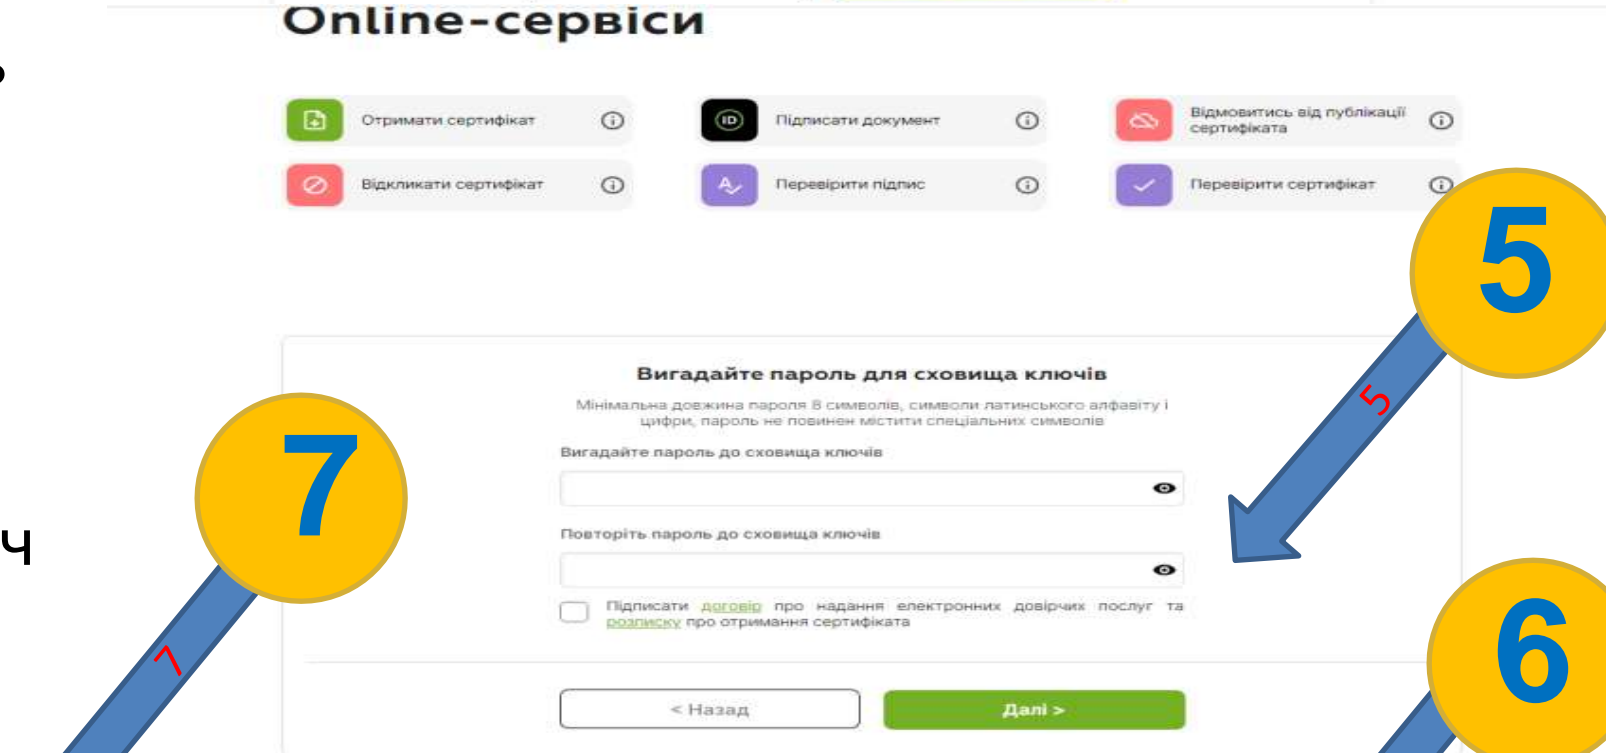 Online-сервіси
Отримати сертифікат
Підписати документ
Відмовитись від публікації
сертифіката
Відкликати сертифікат
Перевірити підпис
Перевірити сертифікат
5
5
Вигадайте пароль для сховища ключів
Мінімальна довжина пароля 8 символів, символи латинського алфавіту і
цифри, пароль не повинен містити спеціальних символів
7
Вигадайте пароль до сховища ключів
ч
Повторіть пароль до сховища ключів
Підписати договір про надання електронних довірчих послуг та
розписку про отримання сертифіката
7
6
< Назад
Далі >